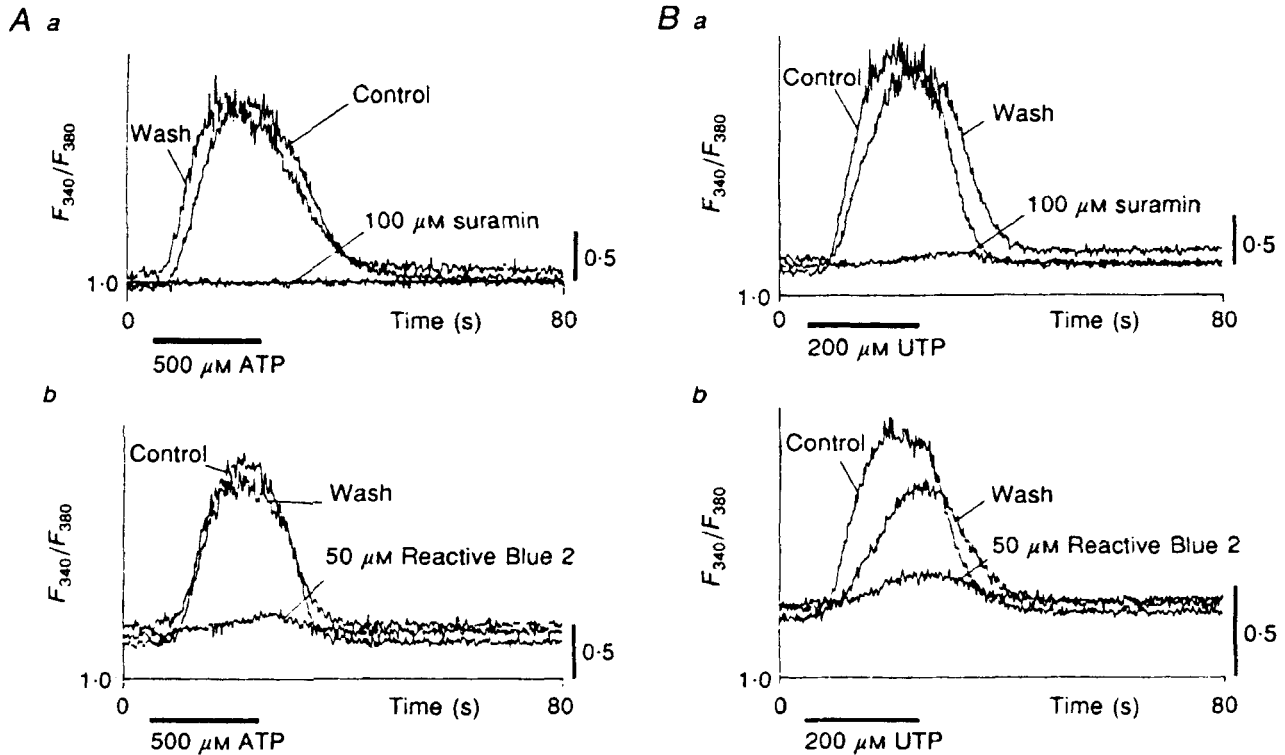 A a
F340/F380
Control
Wash
100 μM suramin
0·5
1·0
0
Time (s)
80
500 μM ATP
B a
F340/F380
Control
Wash
100 μM suramin
0·5
1·0
0
Time (s)
80
200 μM UTP
b
F340/F380
Control
Wash
50 μM Reactive Blue 2
0·5
1·0
0
Time (s)
80
500 μM ATP
b
F340/F380
Control
Wash
50 μM Reactive Blue 2
0·5
1·0
0
Time (s)
80
200 μM UTP